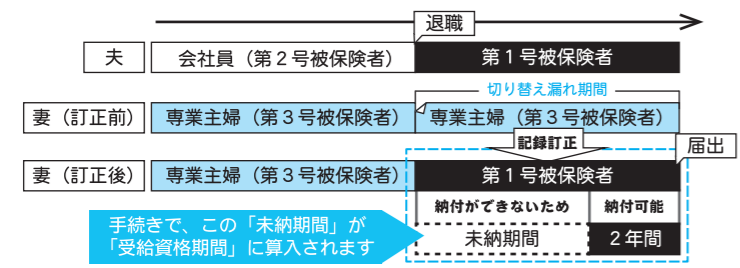 退職
夫
会社員(第2号被保険者)
第1号被保険者
切り替え漏れ期間
妻(訂正前)
専業主婦(第3号被保険者)
専業主婦(第3号被保険者)
記録訂正
届出
妻(訂正後)
専業主婦(第3号被保険者)
第1号被保険者
納付ができないため
納付可能
手続きで、この「未納期間」が
「受給資格期間」に算入されます
未納期間
2年間